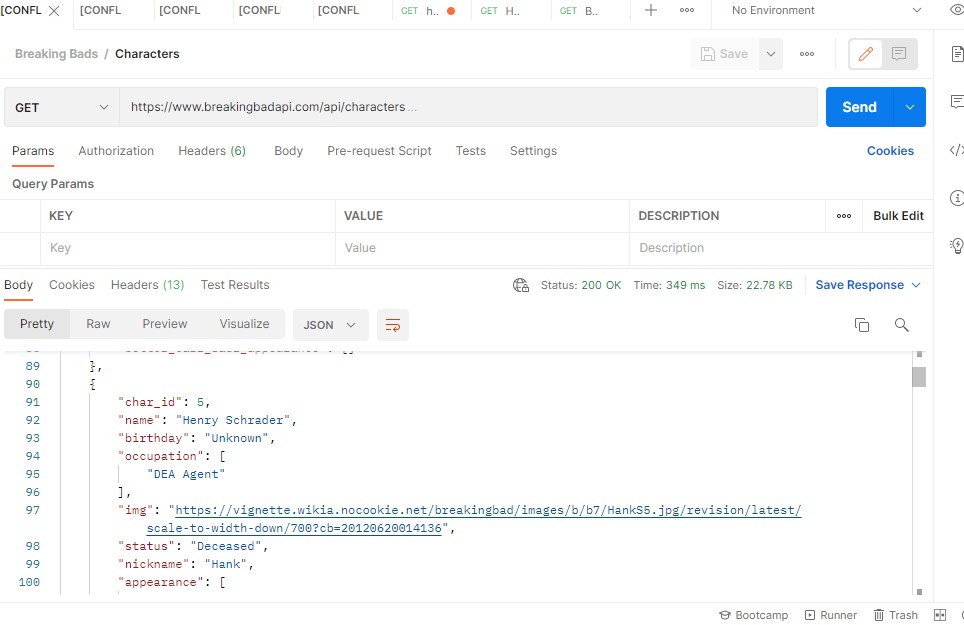 [CONFL [CONFL [CONFL [CONFL [CONFL GET h.. GET H.. GET B.. No Environment
Breaking Bads / Characters Save
GET https://www.breakingbadapi.com/api/characters ... Send
Params Authorization Headers (6) Body Pre-request Script Tests Settings Cookies
Query Params
KEY VALUE DESCRIPTION Bulk Edit
Key Value Description
Body Cookies Headers (13) Test Results Status: 200 OK Time: 349 ms Size: 22.78 KB Save Response
Pretty Raw Preview Visualize JSON
89 },
90 {
91 "char_id": 5,
92 "name": "Henry Schrader",
93 "birthday": "Unknown",
94 "occupation": [
95 "DEA Agent"
96 ],
97 "img": "https://vignette.wikia.nocookie.net/breakingbad/images/b/b7/HankS5.jpg/revision/latest/
scale-to-width-down/700?cb=20120620014136",
98 "status": "Deceased",
99 "nickname": "Hank",
100 "appearance": [
Bootcamp Runner Trash